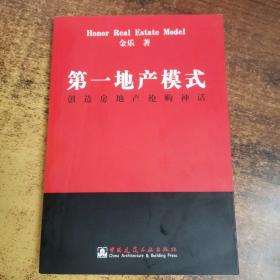 Honor Real Estate Model
金乐 著
第一地产模式
创造房地产抢购神话
中国建筑工业出版社
China Architecture & Building Press